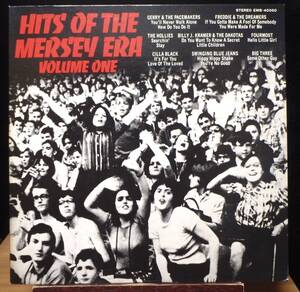 STEREO EMS-40060
HITS OF THE
MERSEY ERA
VOLUME ONE
GERRY & THE PACEMAKERS
You'll Never Walk Alone
How Do You Do It
FREDDIE & THE DREAMERS
If You Gotta Make A Fool Of Somebody
You Were Made For Me
THE HOLLIES
Searchin'
Stay
BILLY J. KRAMER & THE DAKOTAS
Do You Want To Know A Secret
Little Children
FOURMOST
Hello Little Girl
CILLA BLACK
It's For You
Love Of The Loved
SWINGING BLUE JEANS
Hippy Hippy Shake
You're No Good
BIG THREE
Some Other Guy